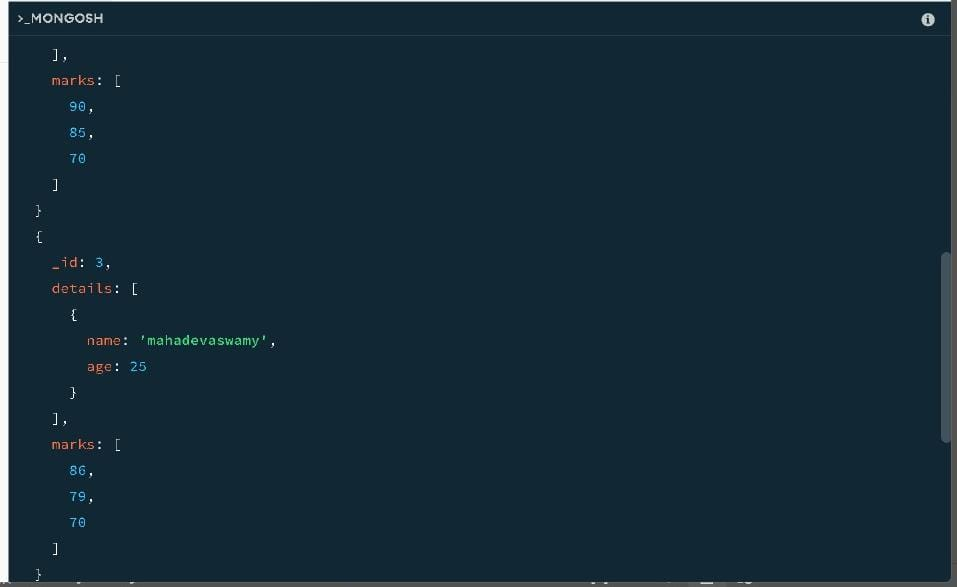 >_MONGOSH
],
marks: [
90,
85,
70
]
}
{
_id: 3,
details: [
{
name: 'mahadevaswamy',
age: 25
}
],
marks: [
86,
79,
70
]
}